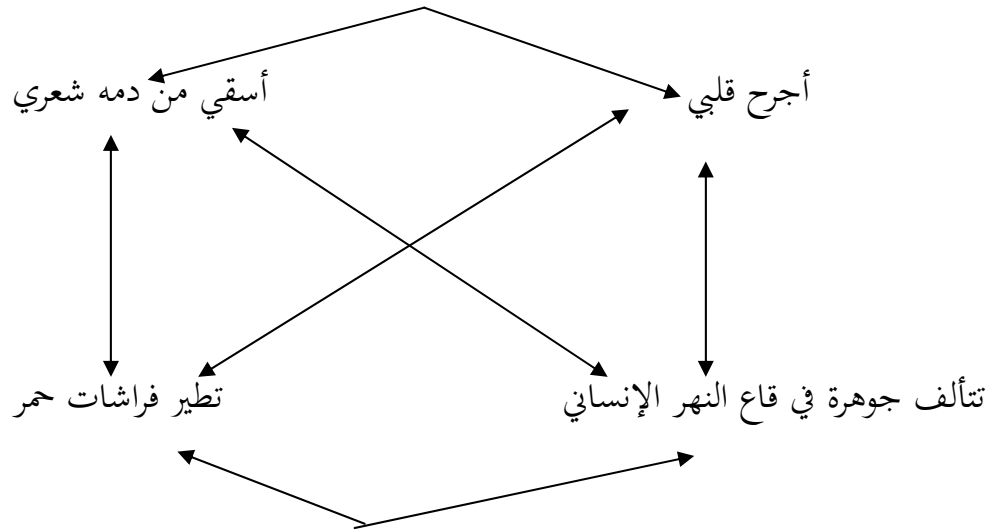 أجرح قلبي
أسقي من دمه شعري
تتألف جوهرة في قاع النهر الإنساني
تطير فراشات حمر